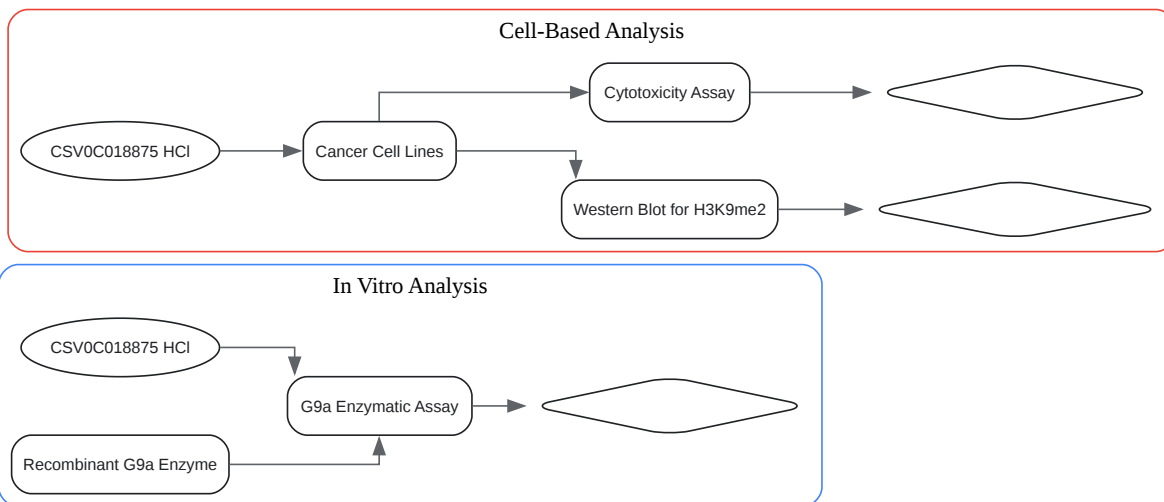 Cell-Based Analysis
Cytotoxicity Assay
CSV0C018875 HCl
Cancer Cell Lines
Western Blot for H3K9me2
In Vitro Analysis
CSV0C018875 HCl
G9a Enzymatic Assay
Recombinant G9a Enzyme